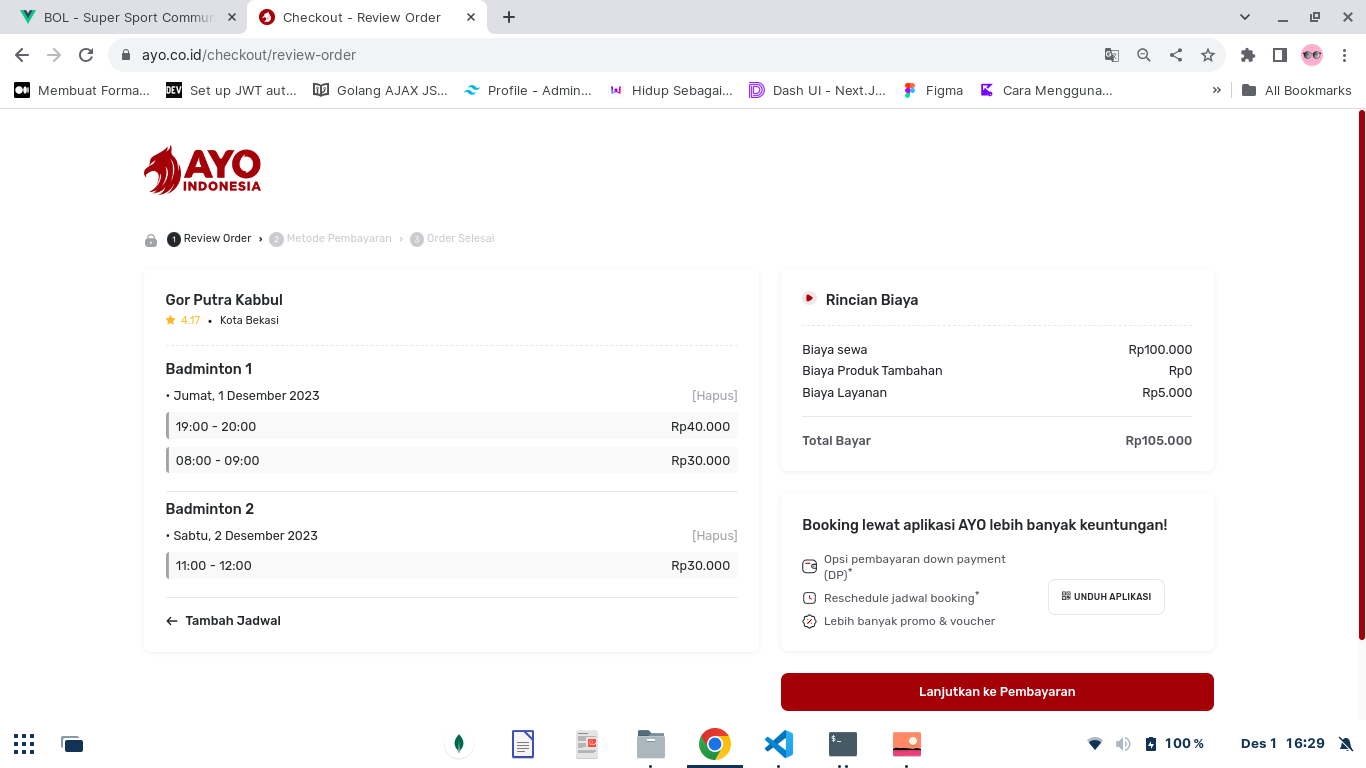 BOL - Super Sport Commun
Checkout - Review Order
ayo.co.id/checkout/review-order
Membuat Forma...
DEV
Set up JWT aut...
Golang AJAX JS...
Profile - Admin...
Hidup Sebagai...
Dash UI - Next.J...
Figma
Cara Mengguna...
»
All Bookmarks
AYO
INDONESIA
1 Review Order › 2 Metode Pembayaran › 3 Order Selesai
Gor Putra Kabbul
4.17 • Kota Bekasi
Badminton 1
• Jumat, 1 Desember 2023 [Hapus]
19:00 - 20:00 Rp40.000
08:00 - 09:00 Rp30.000
Badminton 2
• Sabtu, 2 Desember 2023 [Hapus]
11:00 - 12:00 Rp30.000
Tambah Jadwal
Rincian Biaya
Biaya sewa Rp100.000
Biaya Produk Tambahan Rp0
Biaya Layanan Rp5.000
Total Bayar Rp105.000
Booking lewat aplikasi AYO lebih banyak keuntungan!
Opsi pembayaran down payment
(DP)*
Reschedule jadwal booking*
Lebih banyak promo & voucher
UNDUH APLIKASI
Lanjutkan ke Pembayaran
100 %
Des 1 16:29